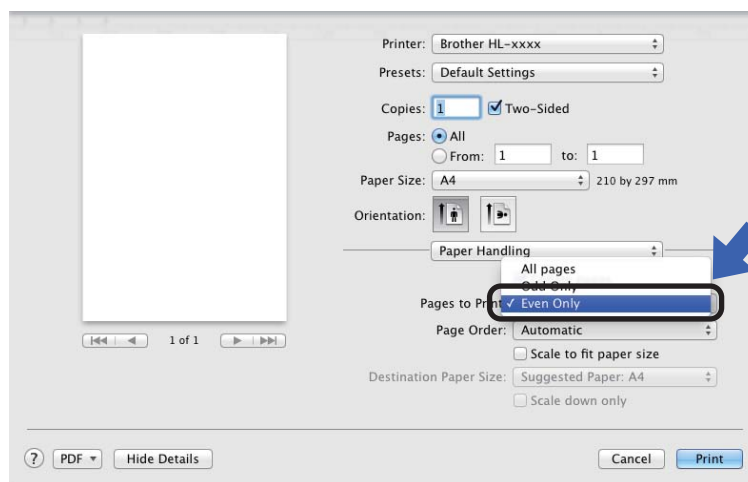 Printer: Brother HL-xxxx
Presets: Default Settings
Copies: 1 Two-Sided
Pages: All
From: 1 to: 1
Paper Size: A4 210 by 297 mm
Orientation:
Paper Handling
All pages
Odd Only
Pages to Print Even Only
Page Order: Automatic
1 of 1
Scale to fit paper size
Destination Paper Size: Suggested Paper: A4
Scale down only
? PDF Hide Details Cancel Print